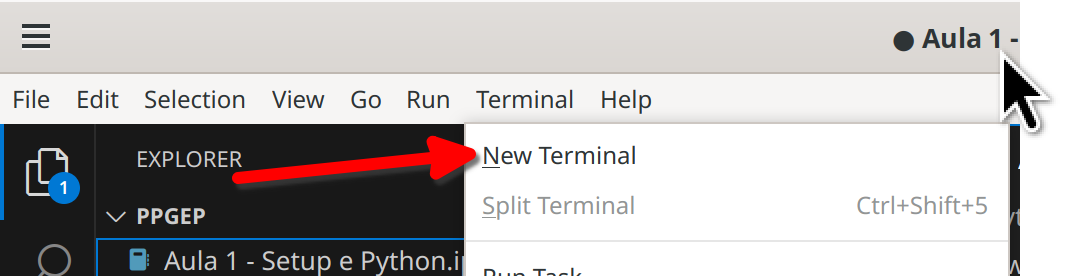 ● Aula 1 -
File Edit Selection View Go Run Terminal Help
EXPLORER
New Terminal
1
Split Terminal Ctrl+Shift+5
PPGEP
Aula 1 - Setup e Python.i
Run Task